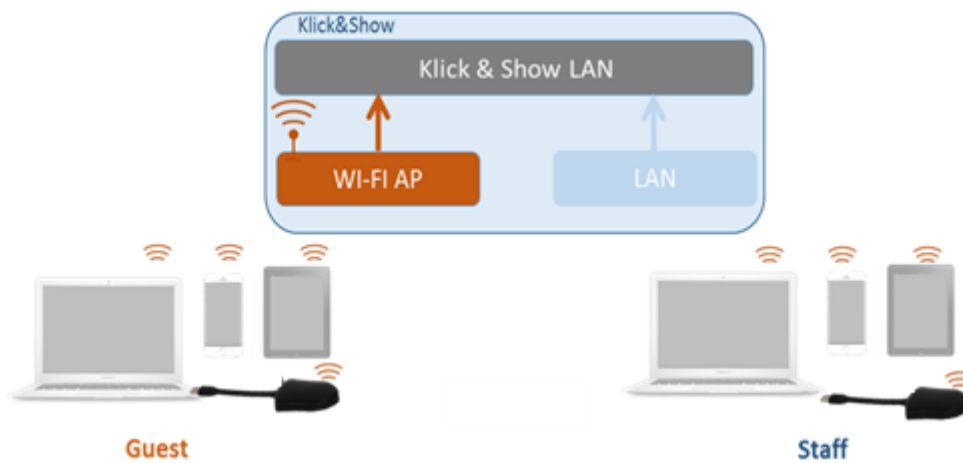 Klick&Show
Klick & Show LAN
WI-FI AP
LAN
Guest
Staff